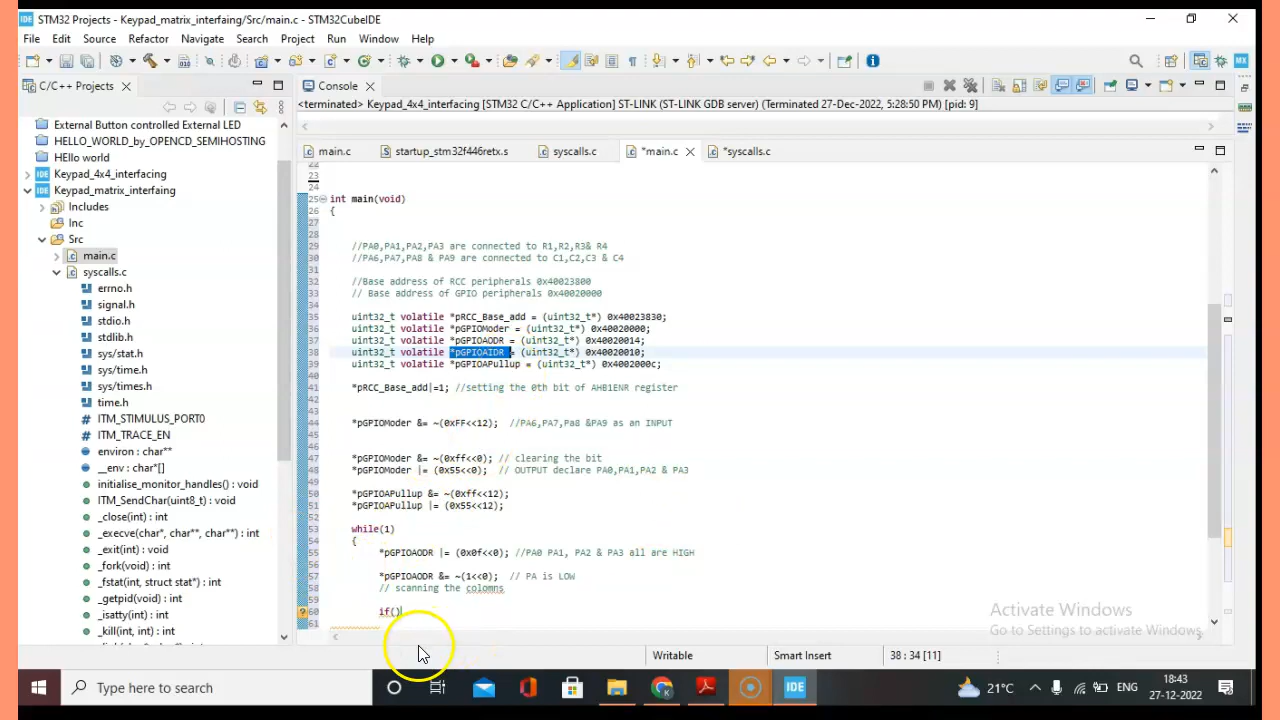 IDE STM32 Projects - Keypad_matrix_interfaing/Src/main.c - STM32CubeIDE
File Edit Source Refactor Navigate Search Project Run Window Help
C/C++ Projects
Console
<terminated> Keypad_4x4_interfacing [STM32 C/C++ Application] ST-LINK (ST-LINK GDB server) (Terminated 27-Dec-2022, 5:28:50 PM) [pid: 9]
External Button controlled External LED
HELLO_WORLD_by_OPENCD_SEMIHOSTING
HEllo world
IDE Keypad_4x4_interfacing
IDE Keypad_matrix_interfaing
Includes
Inc
Src
main.c
syscalls.c
errno.h
signal.h
stdio.h
stdlib.h
sys/stat.h
sys/time.h
sys/times.h
time.h
# ITM_STIMULUS_PORT0
# ITM_TRACE_EN
environ : char**
__env : char*[]
initialise_monitor_handles() : void
ITM_SendChar(uint8_t) : void
_close(int) : int
_execve(char*, char**, char**) : int
_exit(int) : void
_fork(void) : int
_fstat(int, struct stat*) : int
_getpid(void) : int
_isatty(int) : int
_kill(int, int) : int
main.c startup_stm32f446retx.s syscalls.c *main.c *syscalls.c
22
23
24
25 int main(void)
26 {
27
28
29 //PA0,PA1,PA2,PA3 are connected to R1,R2,R3& R4
30 //PA6,PA7,PA8 & PA9 are connected to C1,C2,C3 & C4
31
32 //Base address of RCC peripherals 0x40023800
33 // Base address of GPIO peripherals 0x40020000
34
35 uint32_t volatile *pRCC_Base_add = (uint32_t*) 0x40023830;
36 uint32_t volatile *pGPIOModer = (uint32_t*) 0x40020000;
37 uint32_t volatile *pGPIOAODR = (uint32_t*) 0x40020014;
38 uint32_t volatile *pGPIOAIDR = (uint32_t*) 0x40020010;
39 uint32_t volatile *pGPIOAPullup = (uint32_t*) 0x4002000c;
40
41 *pRCC_Base_add|=1; //setting the 0th bit of AHB1ENR register
42
43
44 *pGPIOModer &= ~(0xFF<<12); //PA6,PA7,Pa8 &PA9 as an INPUT
45
46
47 *pGPIOModer &= ~(0xff<<0); // clearing the bit
48 *pGPIOModer |= (0x55<<0); // OUTPUT declare PA0,PA1,PA2 & PA3
49
50 *pGPIOAPullup &= ~(0xff<<12);
51 *pGPIOAPullup |= (0x55<<12);
52
53 while(1)
54 {
55 *pGPIOAODR |= (0x0f<<0); //PA0 PA1, PA2 & PA3 all are HIGH
56
57 *pGPIOAODR &= ~(1<<0); // PA is LOW
58 // scanning the colomns
59
60 if()
61
Activate Windows
Go to Settings to activate Windows.
Writable Smart Insert 38 : 34 [11]
Type here to search
IDE
21°C ENG
18:43
27-12-2022